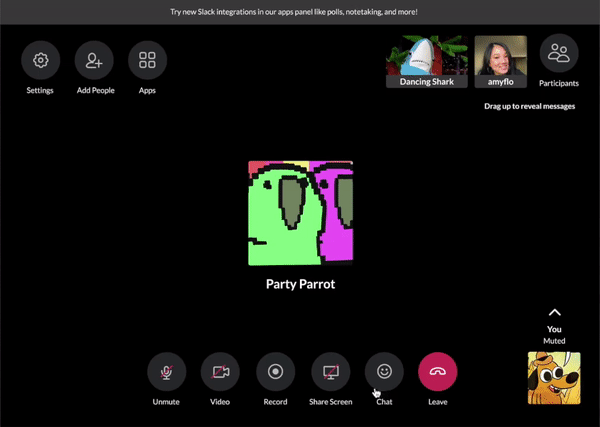 Try new Slack integrations in our apps panel like polls, notetaking, and more!
Settings
Add People
Apps
Dancing Shark
amyflo
Participants
Drag up to reveal messages
Party Parrot
You
Muted
Unmute
Video
Record
Share Screen
Chat
Leave